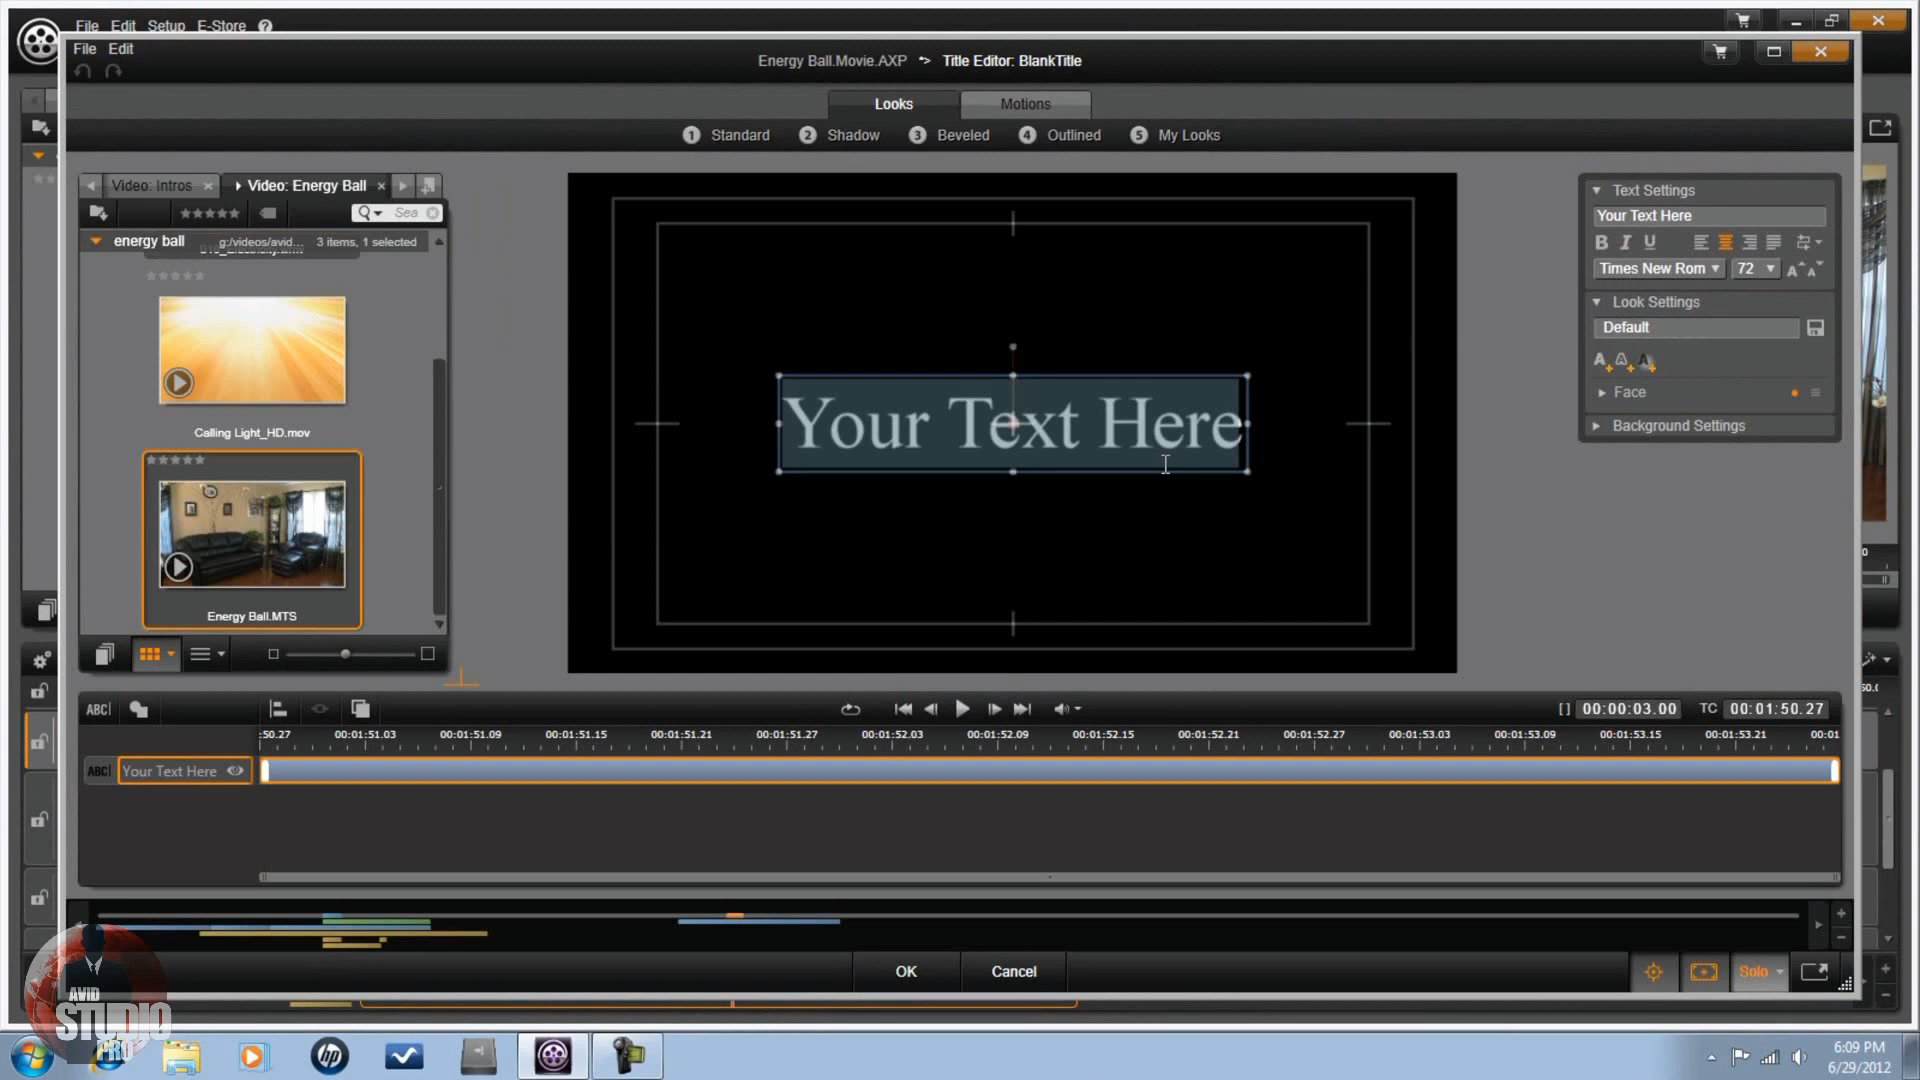 File Edit Setup E-Store ?
File Edit
Energy Ball.Movie.AXP Title Editor: BlankTitle
Looks Motions
1 Standard 2 Shadow 3 Beveled 4 Outlined 5 My Looks
Video: Intros Video: Energy Ball
Sea
energy ball g:/videos/avid... 3 items, 1 selected
Calling Light_HD.mov
Energy Ball.MTS
Your Text Here
Text Settings
Your Text Here
B I U
Times New Rom 72
Look Settings
Default
Face
Background Settings
ABC
[] 00:00:03.00 TC 00:01:50.27
:50.27 00:01:51.03 00:01:51.09 00:01:51.15 00:01:51.21 00:01:51.27 00:01:52.03 00:01:52.09 00:01:52.15 00:01:52.21 00:01:52.27 00:01:53.03 00:01:53.09 00:01:53.15 00:01:53.21 00:01
ABC Your Text Here
OK Cancel Solo
AVID
STUDIO
PRO
hp
6:09 PM
6/29/2012